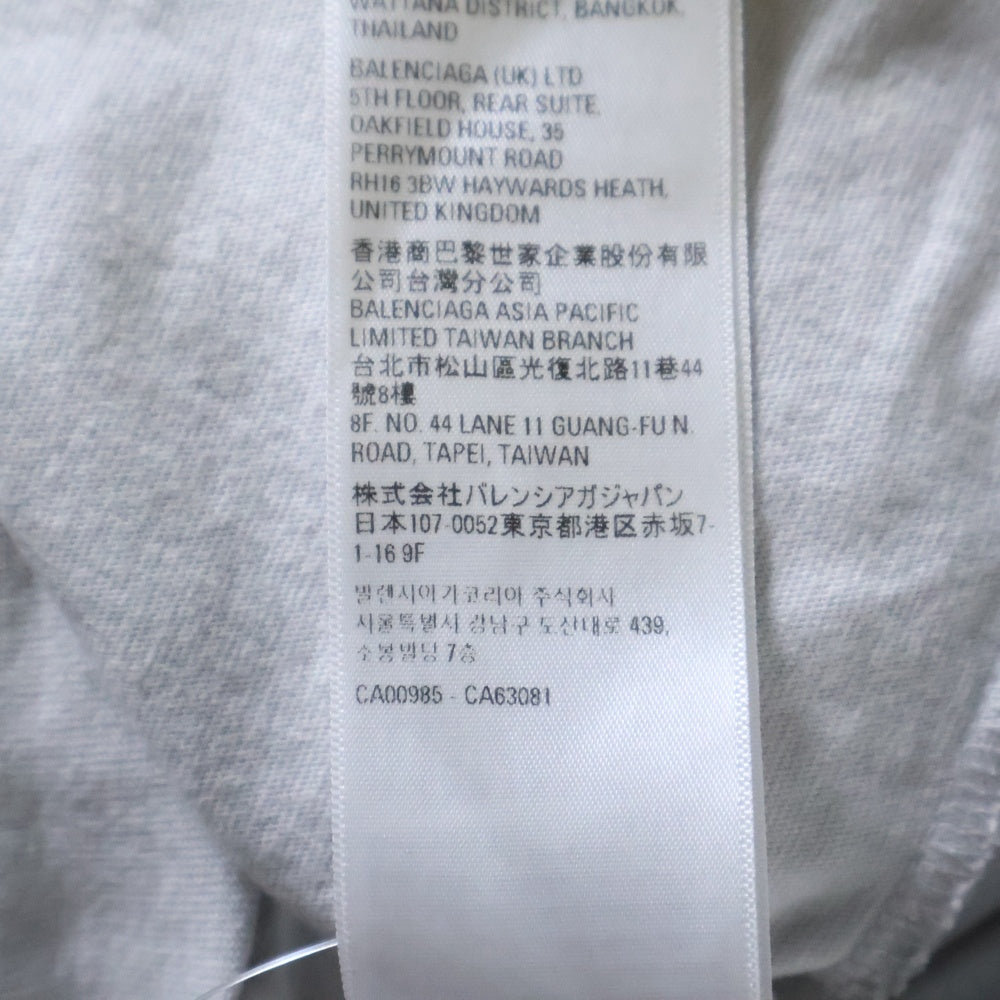 WATTANA DISTRICT, BANGKOK,
THAILAND
BALENCIAGA (UK) LTD
5TH FLOOR, REAR SUITE,
OAKFIELD HOUSE, 35
PERRYMOUNT ROAD
RH16 3BW HAYWARDS HEATH,
UNITED KINGDOM
香港商巴黎世家企業股份有限
公司台灣分公司
BALENCIAGA ASIA PACIFIC
LIMITED TAIWAN BRANCH
台北市松山區光復北路11巷44
號8樓
8F. NO. 44 LANE 11 GUANG-FU N.
ROAD, TAPEI, TAIWAN
株式会社バレンシアガジャパン
日本107-0052東京都港区赤坂7-
1-16 9F
발렌시아가코리아 주식회사
서울특별시 강남구 도산대로 439,
소봉빌딩 7층
CA00985 - CA63081